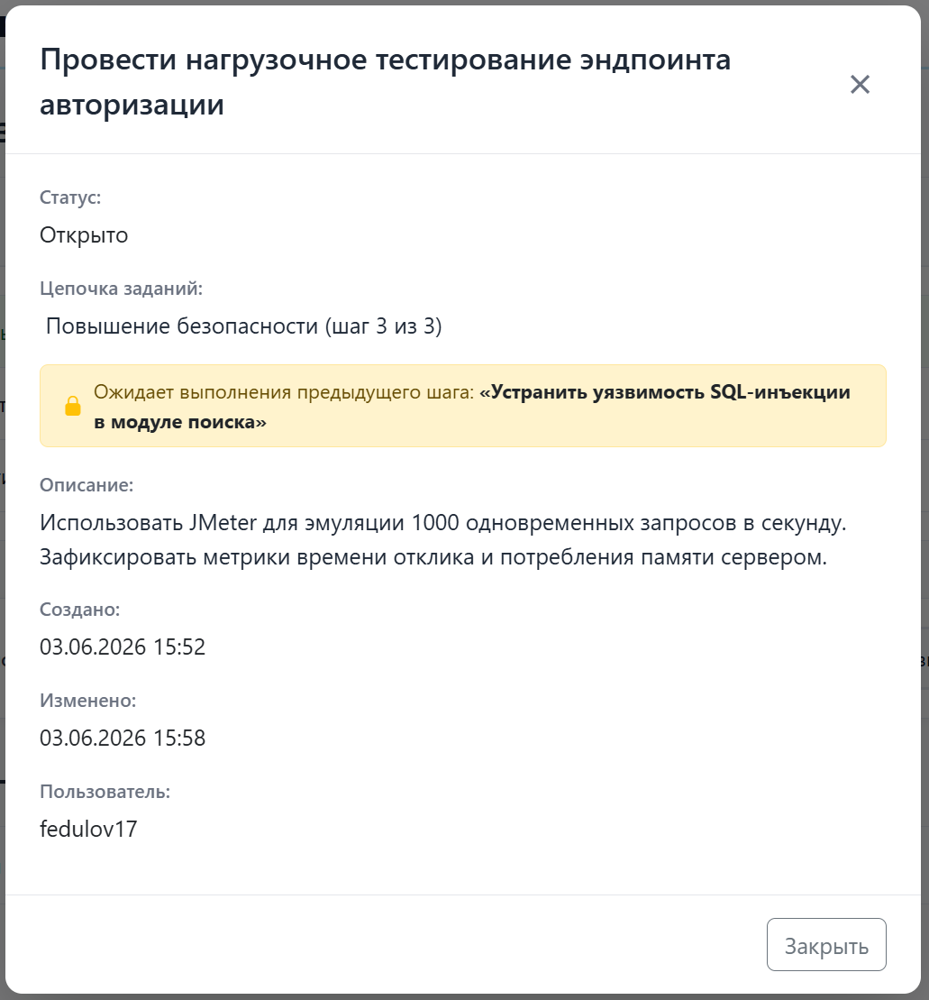 Провести нагрузочное тестирование эндпоинта
авторизации
Статус:
Открыто
Цепочка заданий:
Повышение безопасности (шаг 3 из 3)
Ожидает выполнения предыдущего шага: «Устранить уязвимость SQL-инъекции
в модуле поиска»
Описание:
Использовать JMeter для эмуляции 1000 одновременных запросов в секунду.
Зафиксировать метрики времени отклика и потребления памяти сервером.
Создано:
03.06.2026 15:52
Изменено:
03.06.2026 15:58
Пользователь:
fedulov17
Закрыть